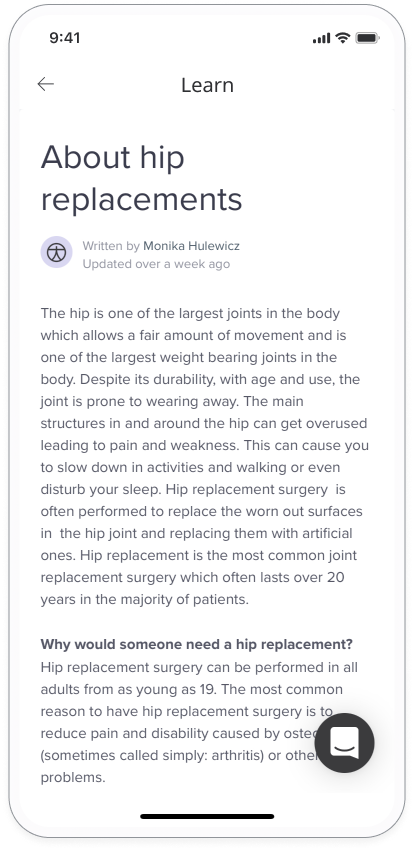 9:41
Learn
About hip
replacements
Written by Monika Hulewicz
Updated over a week ago
The hip is one of the largest joints in the body
which allows a fair amount of movement and is
one of the largest weight bearing joints in the
body. Despite its durability, with age and use, the
joint is prone to wearing away. The main
structures in and around the hip can get overused
leading to pain and weakness. This can cause you
to slow down in activities and walking or even
disturb your sleep. Hip replacement surgery  is
often performed to replace the worn out surfaces
in  the hip joint and replacing them with artificial
ones. Hip replacement is the most common joint
replacement surgery which often lasts over 20
years in the majority of patients.
Why would someone need a hip replacement?
Hip replacement surgery can be performed in all
adults from as young as 19. The most common
reason to have hip replacement surgery is to
reduce pain and disability caused by
(sometimes called simply: arthritis) or other
problems.